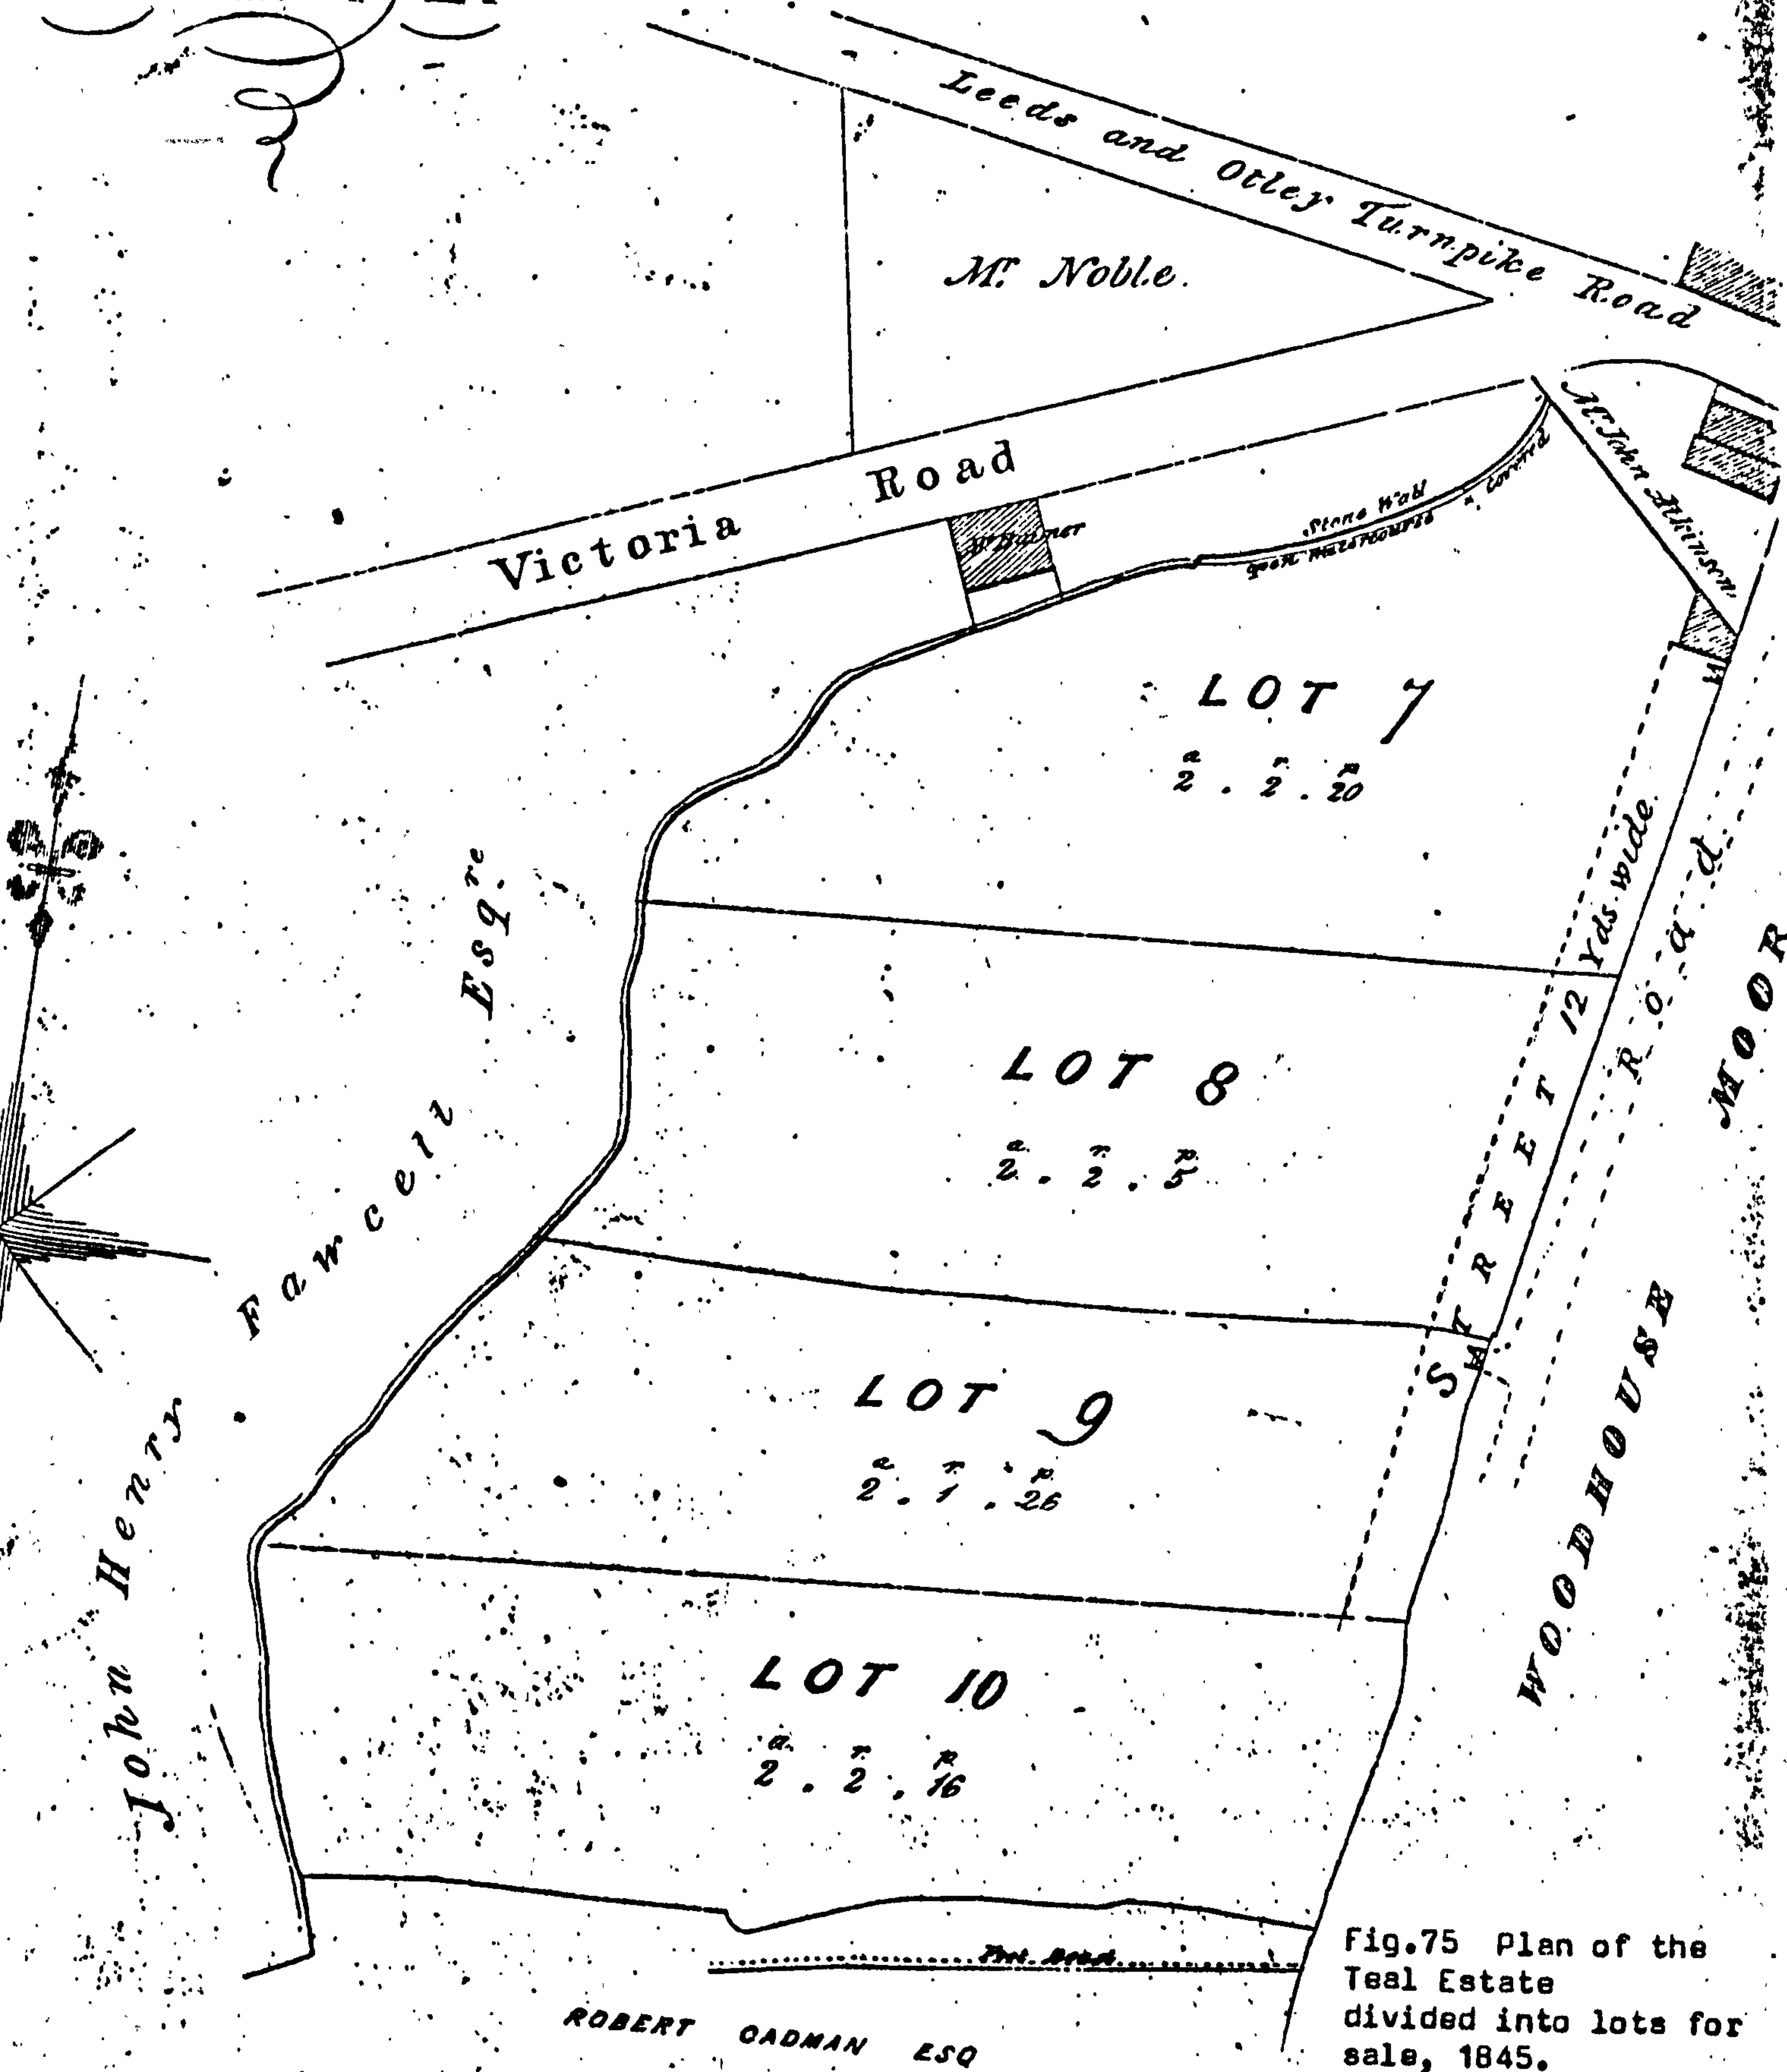 Leeds and Otley Turnpike Road
Mr. Noble.
Victoria Road
Mr. John Atkinson
Stone Wall
covered
LOT 7
a r p
2 . 2 . 20
STREET 12 Yds. wide.
Road
WOODHOUSE MOOR
John Henry Fawcett Esqre
LOT 8
a. r. p.
2 . 2 . 5
LOT 9
a r. p.
2 . 1 . 26
LOT 10
a. r. p.
2 . 2 . 16
Foot Road
ROBERT CADMAN ESQ
Fig.75 Plan of the
Teal Estate
divided into lots for
sale, 1845.